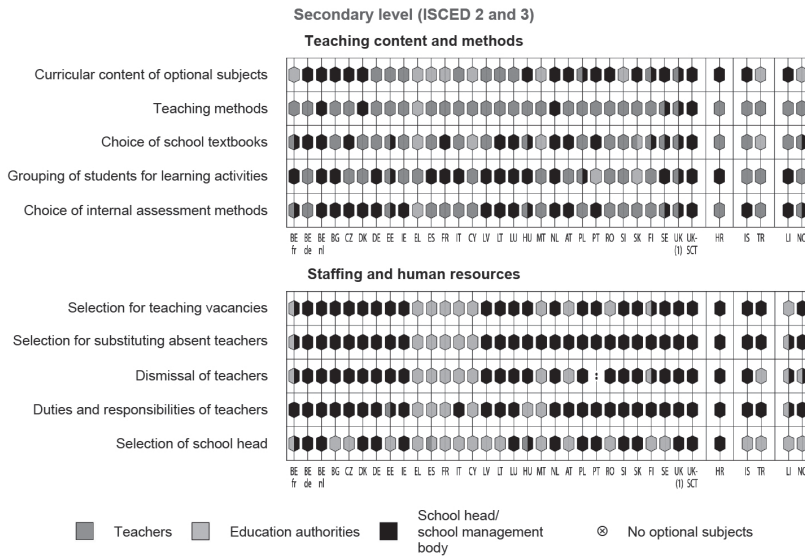 Secondary level (ISCED 2 and 3)
Teaching content and methods
Curricular content of optional subjects
Teaching methods
Choice of school textbooks
Grouping of students for learning activities
Choice of internal assessment methods
BE fr BE de BE nl BG CZ DK DE EE IE EL ES FR IT CY LV LT LU HU MT NL AT PL PT RO SI SK FI SE UK (1) UK-SCT HR IS TR LI NO
Staffing and human resources
Selection for teaching vacancies
Selection for substituting absent teachers
Dismissal of teachers
:
Duties and responsibilities of teachers
Selection of school head
BE fr BE de BE nl BG CZ DK DE EE IE EL ES FR IT CY LV LT LU HU MT NL AT PL PT RO SI SK FI SE UK (1) UK-SCT HR IS TR LI NO
Teachers
Education authorities
School head/
school management
body
⊗ No optional subjects